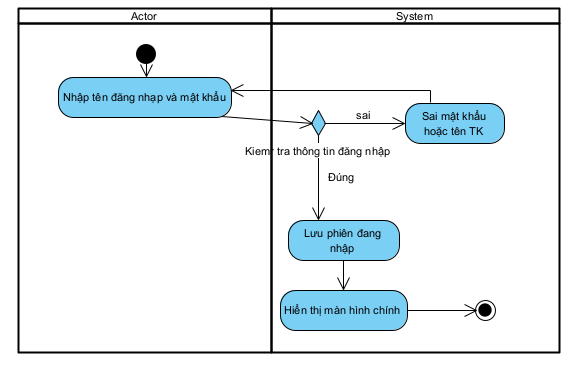 Actor
System
Nhập tên đăng nhạp và mật khẩu
sai
Sai mật khẩu
hoặc tên TK
Kiemr tra thông tin đăng nhập
Đúng
Lưu phiên đang
nhập
Hiển thị màn hình chính